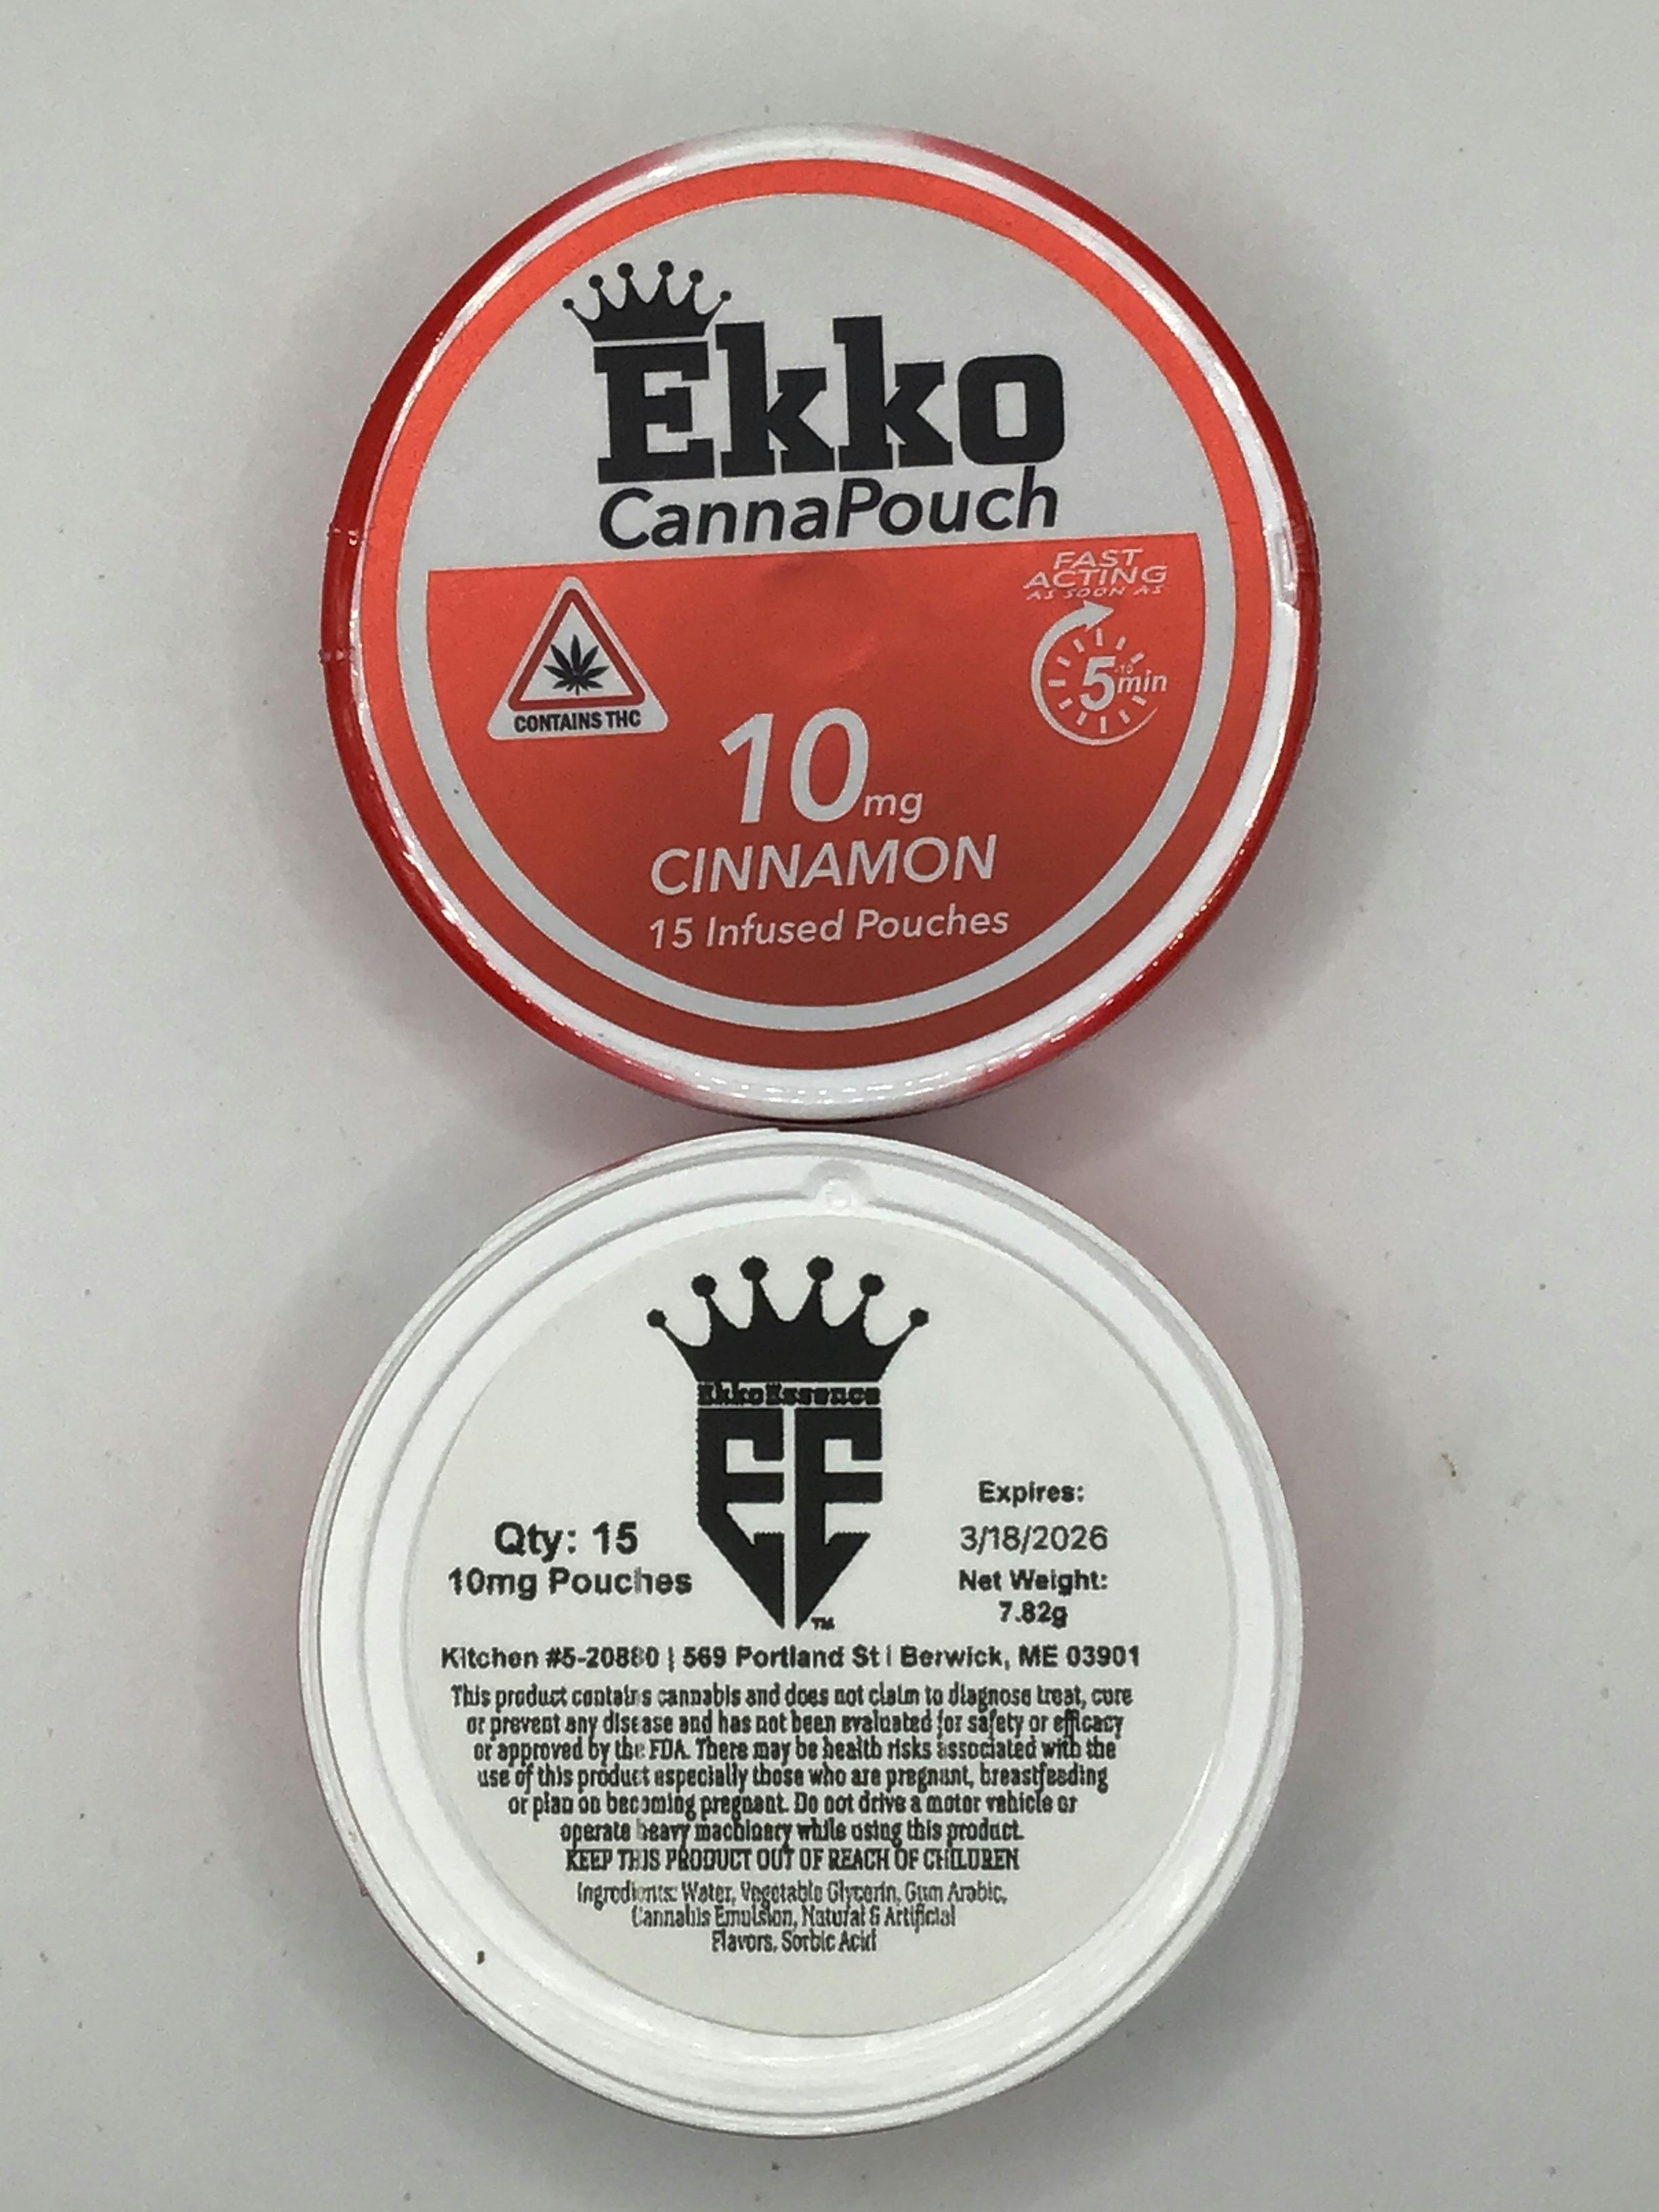 Ekko
CannaPouch
CONTAINS THC
FAST
ACTING
AS SOON AS
5-10 min
10mg
CINNAMON
15 Infused Pouches
EkkoEssence
EE
TM
Qty: 15
10mg Pouches
Expires:
3/18/2026
Net Weight:
7.82g
Kitchen #5-20880 | 569 Portland St | Berwick, ME 03901
This product contains cannabis and does not claim to diagnose treat, cure
or prevent any disease and has not been evaluated for safety or efficacy
or approved by the FDA. There may be health risks associated with the
use of this product especially those who are pregnant, breastfeeding
or plan on becoming pregnant. Do not drive a motor vehicle or
operate heavy machinery while using this product.
KEEP THIS PRODUCT OUT OF REACH OF CHILDREN
Ingredients: Water, Vegetable Glycerin, Gum Arabic,
Cannabis Emulsion, Natural & Artificial
Flavors, Sorbic Acid